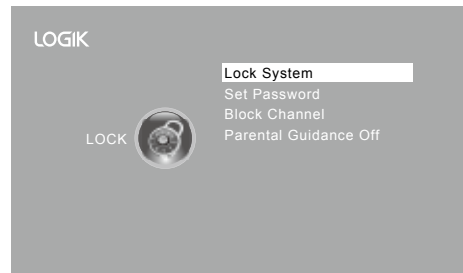 LOGIK
Lock System
Set Password
Block Channel
LOCK
Parental Guidance Off